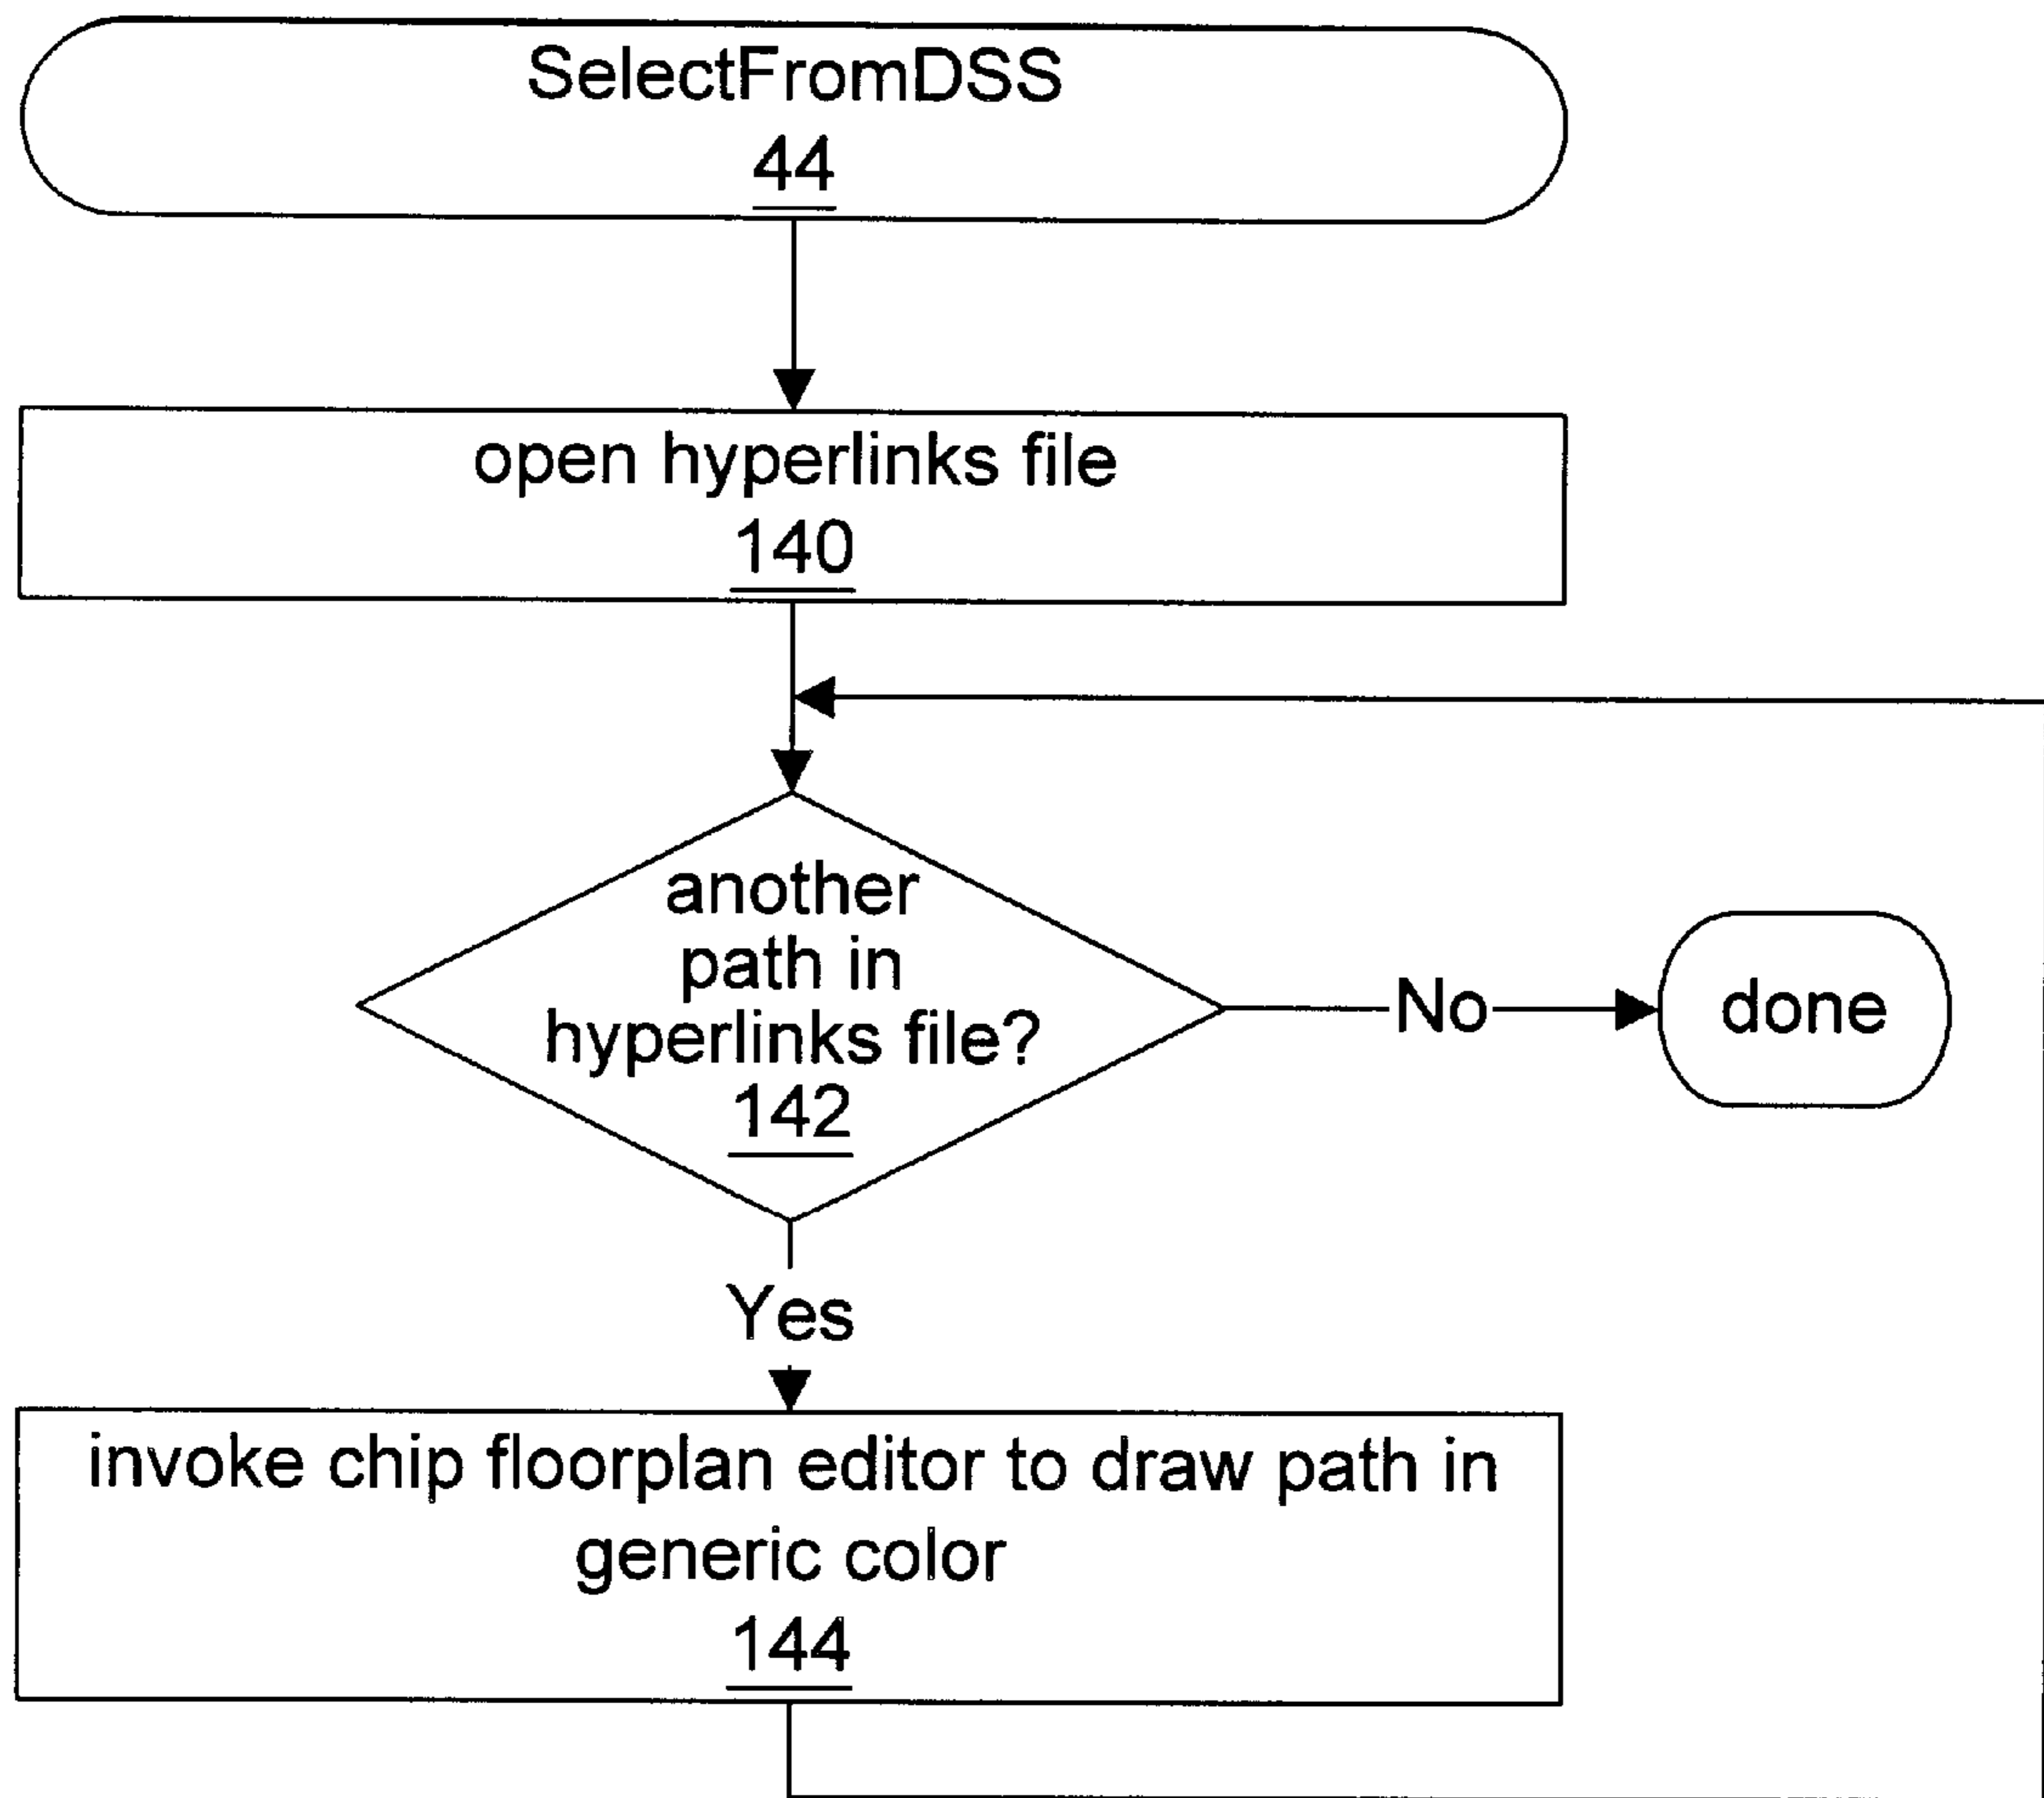 SelectFromDSS
44
open hyperlinks file
140
another
path in
hyperlinks file?
142
No
done
Yes
invoke chip floorplan editor to draw path in
generic color
144